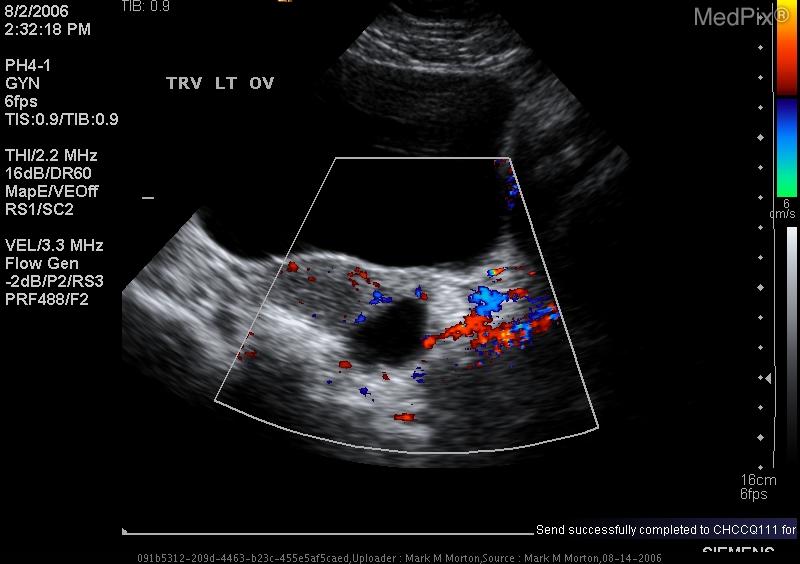 8/2/2006
TIB: 0.9
MedPix®
2:32:18 PM
PH4-1
GYN
6fps
TIS:0.9/TIB:0.9
TRV LT OV
THI/2.2 MHz
16dB/DR60
MapE/VEOff
RS1/SC2
6
cm/s
VEL/3.3 MHz
Flow Gen
-2dB/P2/RS3
PRF488/F2
16cm
6fps
Send successfully completed to CHCCQ111 for
SIEMENS
091b5312-209d-4463-b23c-455e5af5caed,Uploader : Mark M Morton,Source : Mark M Morton,08-14-2006